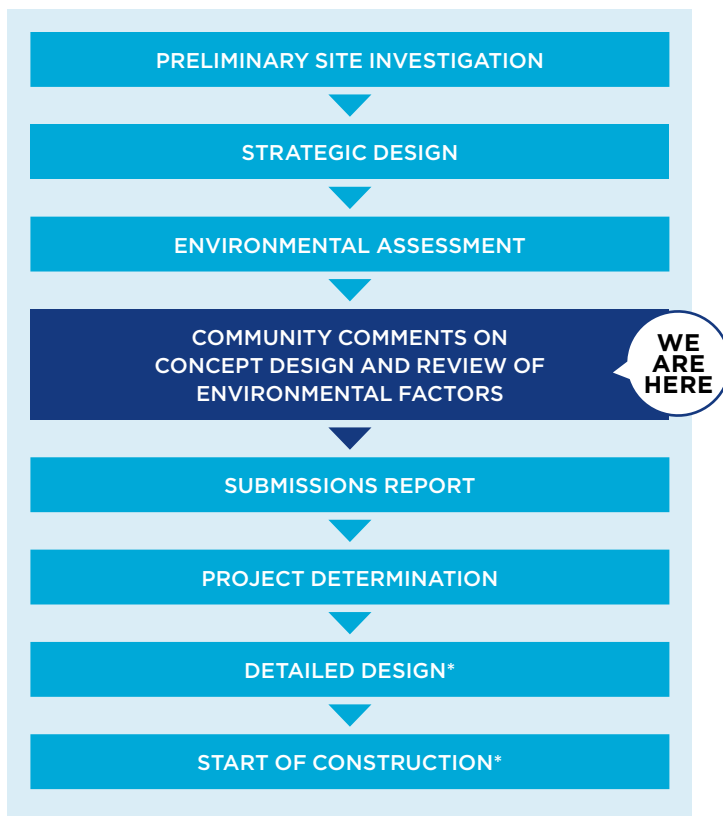 PRELIMINARY SITE INVESTIGATION
STRATEGIC DESIGN
ENVIRONMENTAL ASSESSMENT
COMMUNITY COMMENTS ON
CONCEPT DESIGN AND REVIEW OF
ENVIRONMENTAL FACTORS
WE
ARE
HERE
SUBMISSIONS REPORT
PROJECT DETERMINATION
DETAILED DESIGN*
START OF CONSTRUCTION*